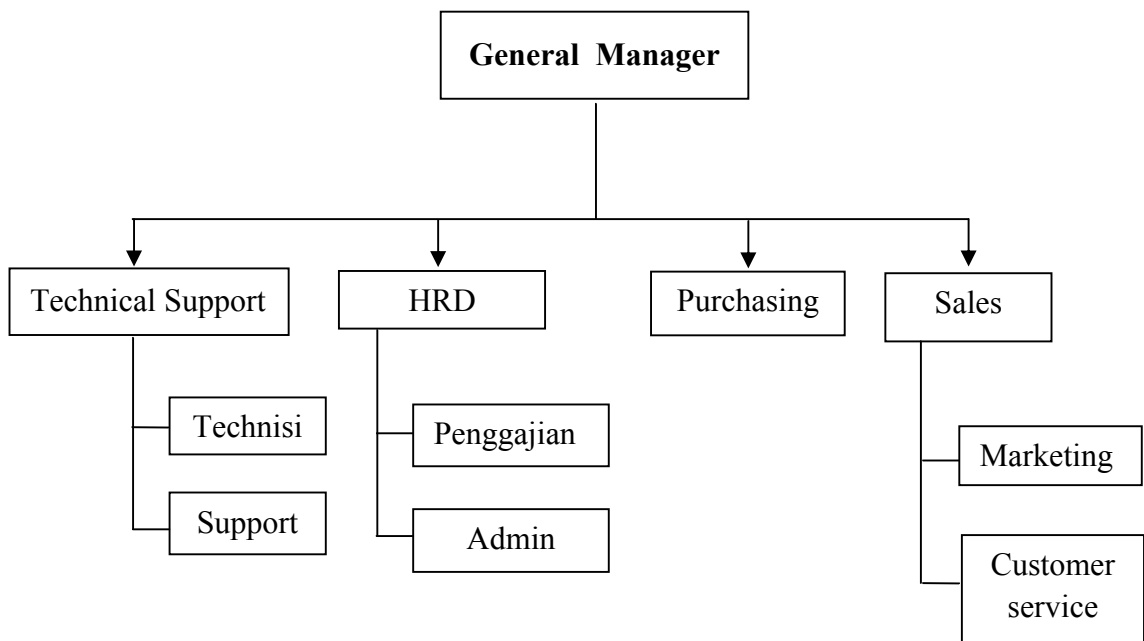 General  Manager
Technical Support
HRD
Purchasing
Sales
Technisi
Support
Penggajian
Admin
Marketing
Customer
service